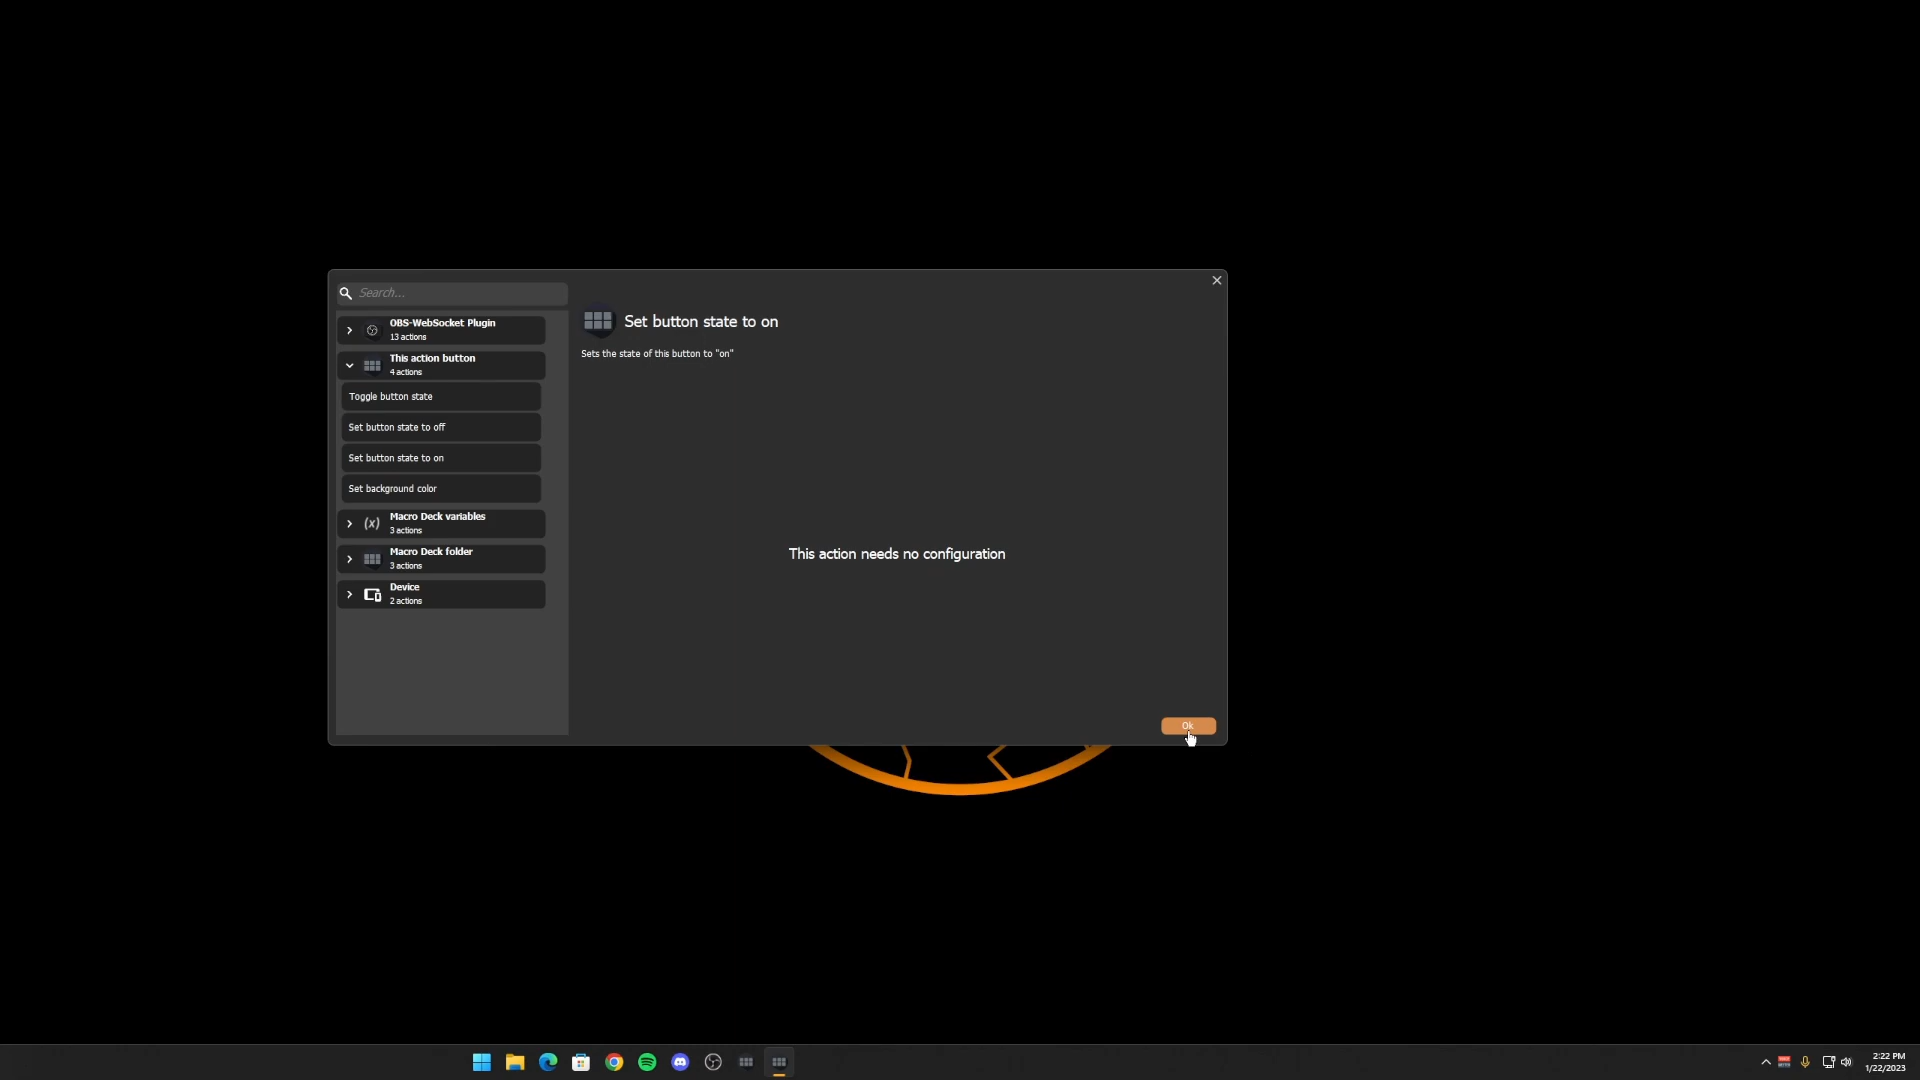 Search...
OBS-WebSocket Plugin
13 actions
This action button
4 actions
Toggle button state
Set button state to off
Set button state to on
Set background color
(x)
Macro Deck variables
3 actions
Macro Deck folder
3 actions
Device
2 actions
Set button state to on
Sets the state of this button to "on"
This action needs no configuration
Ok
2:22 PM
1/22/2023